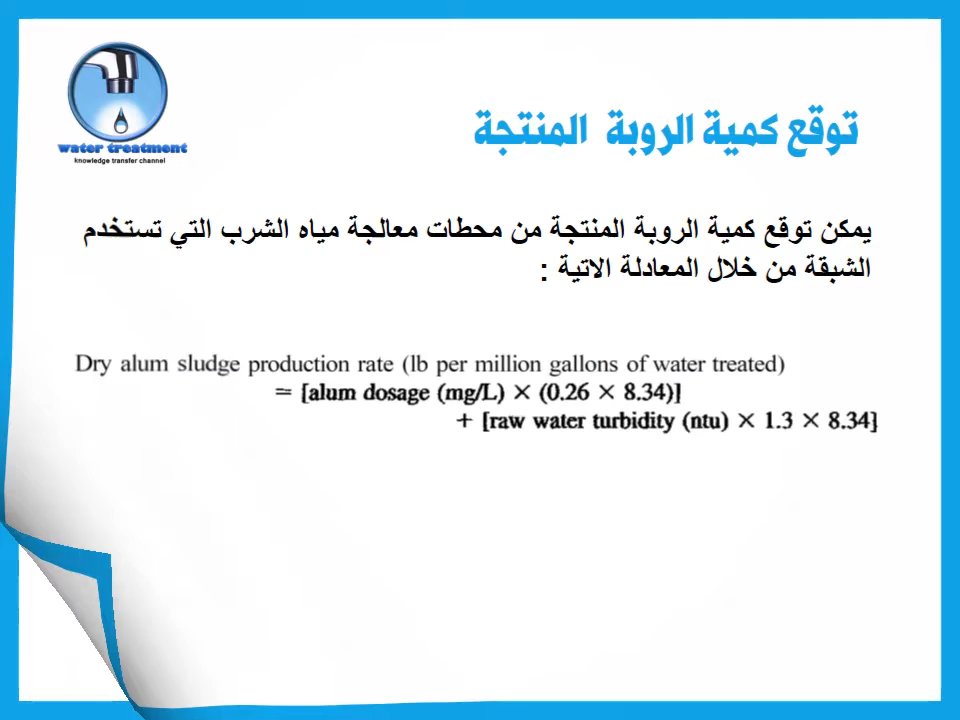 water treatment
knowledge transfer channel
توقع كمية الروبة المنتجة
يمكن توقع كمية الروبة المنتجة من محطات معالجة مياه الشرب التي تستخدم
الشبقة من خلال المعادلة الاتية :
Dry alum sludge production rate (lb per million gallons of water treated)
= [alum dosage (mg/L) × (0.26 × 8.34)]
+ [raw water turbidity (ntu) × 1.3 × 8.34]